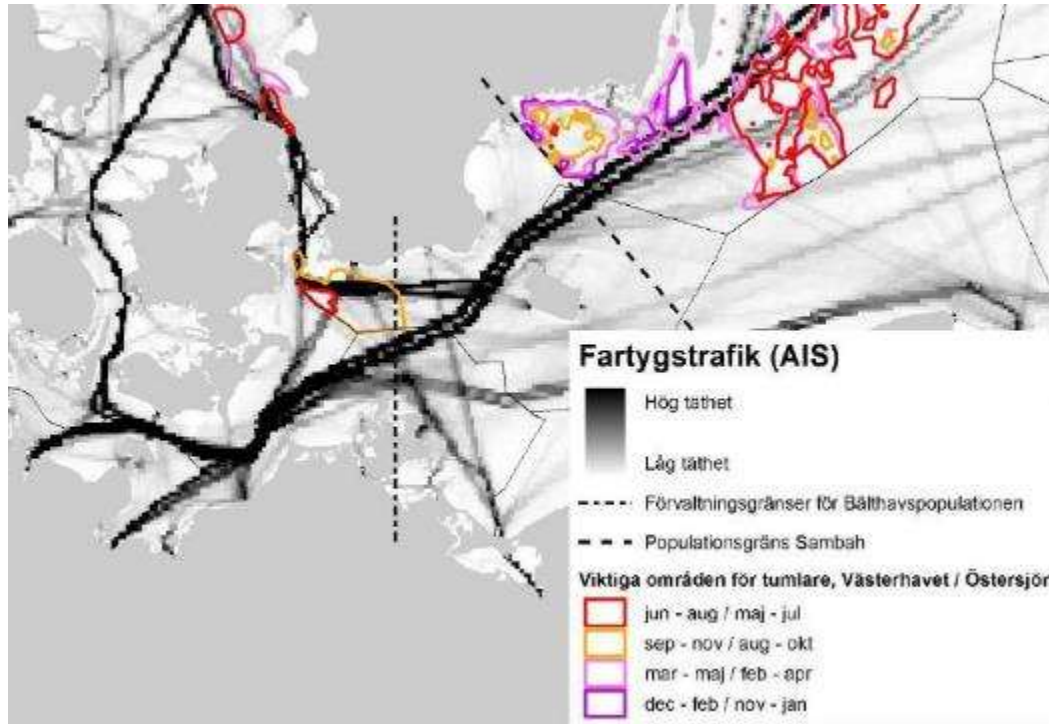 Fartygstrafik (AIS)
Hög täthet
Låg täthet
Förvaltningsgränser för Bälthavspopulationen
Populationsgräns Sambah
Viktiga områden för tumlare, Västerhavet / Östersjör
jun - aug / maj - jul
sep - nov / aug - okt
mar - maj / feb - apr
dec - feb / nov - jan